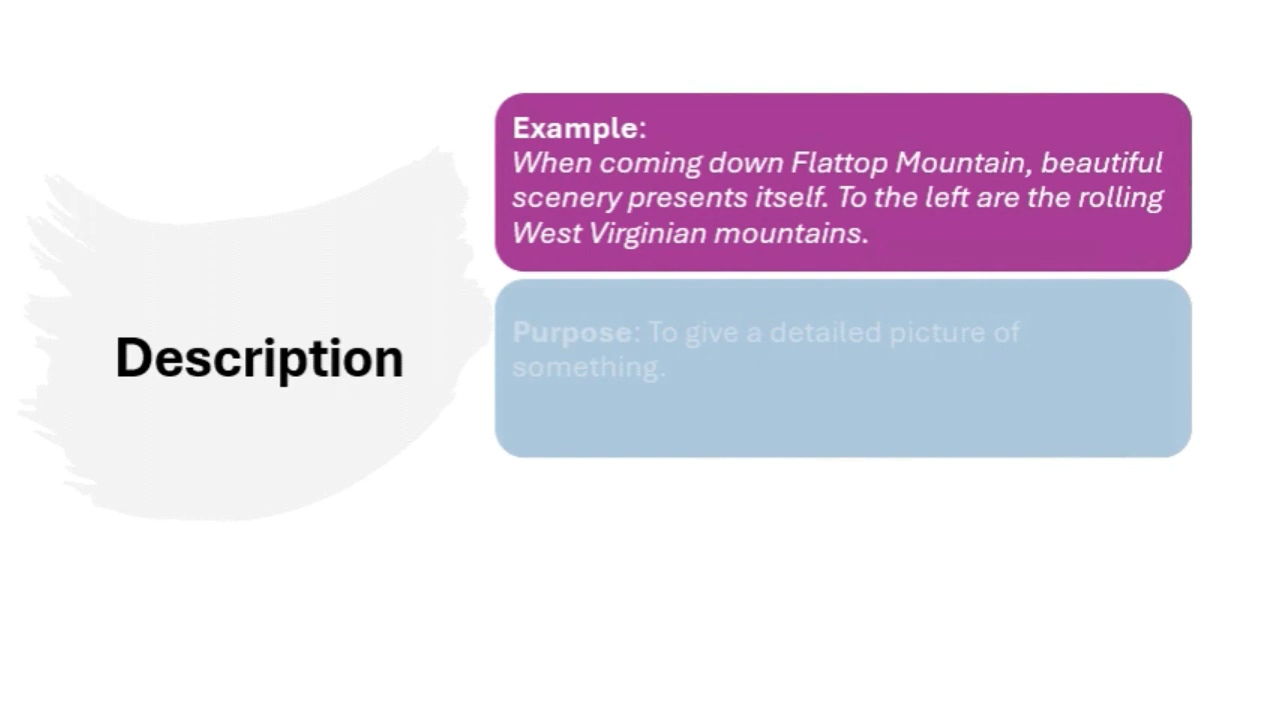 Description
Example:
When coming down Flattop Mountain, beautiful
scenery presents itself. To the left are the rolling
West Virginian mountains.
Purpose: To give a detailed picture of
something.